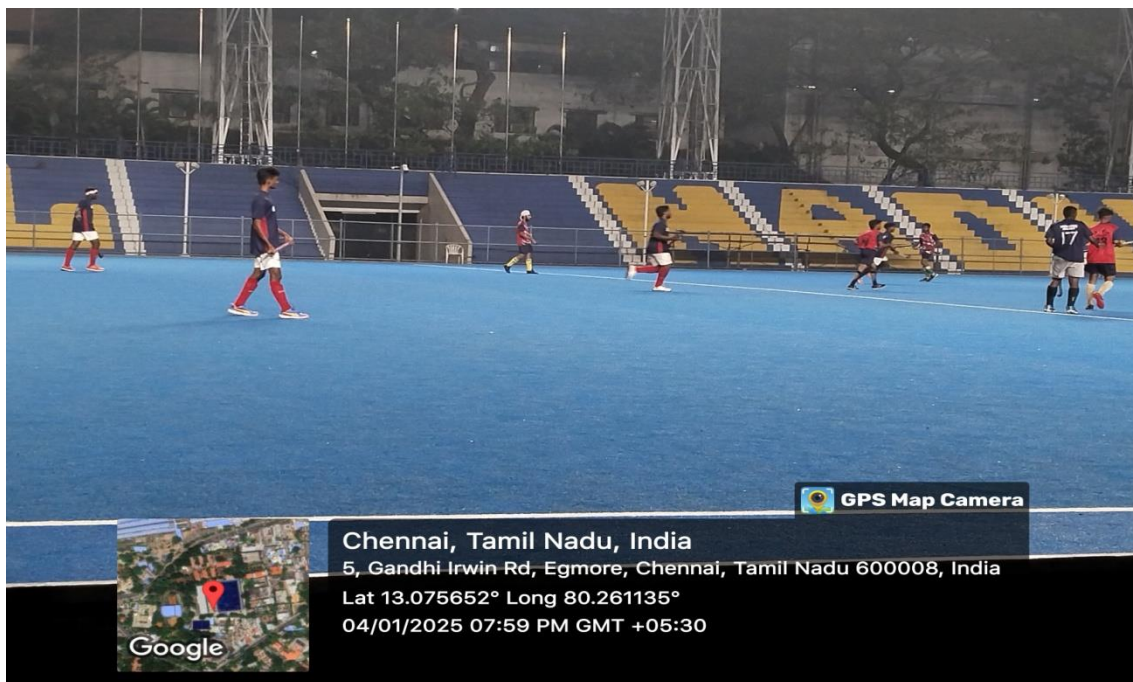 17
GPS Map Camera
Chennai, Tamil Nadu, India
5, Gandhi Irwin Rd, Egmore, Chennai, Tamil Nadu 600008, India
Lat 13.075652° Long 80.261135°
04/01/2025 07:59 PM GMT +05:30
Google